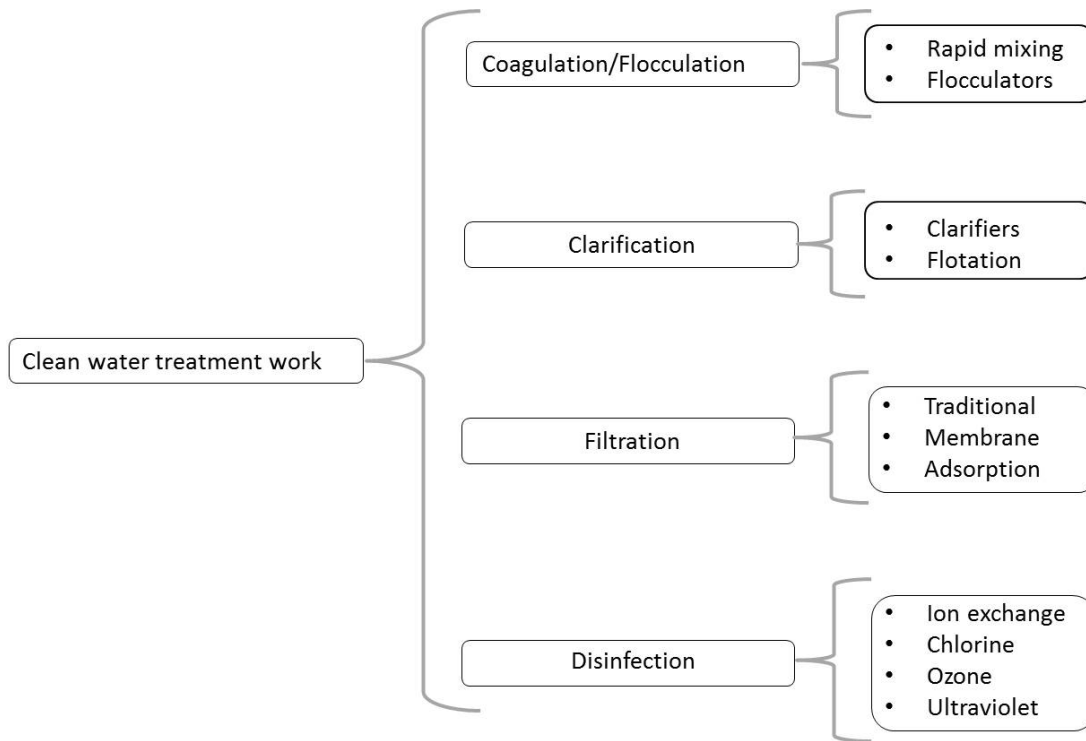 Coagulation/Flocculation
• Rapid mixing
• Flocculators
Clarification
• Clarifiers
• Flotation
Clean water treatment work
Filtration
• Traditional
• Membrane
• Adsorption
Disinfection
• Ion exchange
• Chlorine
• Ozone
• Ultraviolet